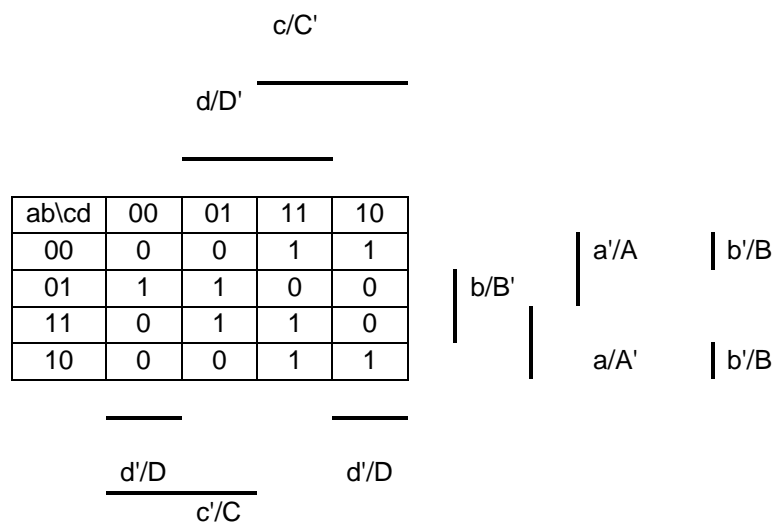 c/C'
d/D'
ab\cd 00 01 11 10
00 0 0 1 1 a'/A b'/B
01 1 1 0 0 b/B'
11 0 1 1 0
10 0 0 1 1 a/A' b'/B
d'/D d'/D
c'/C